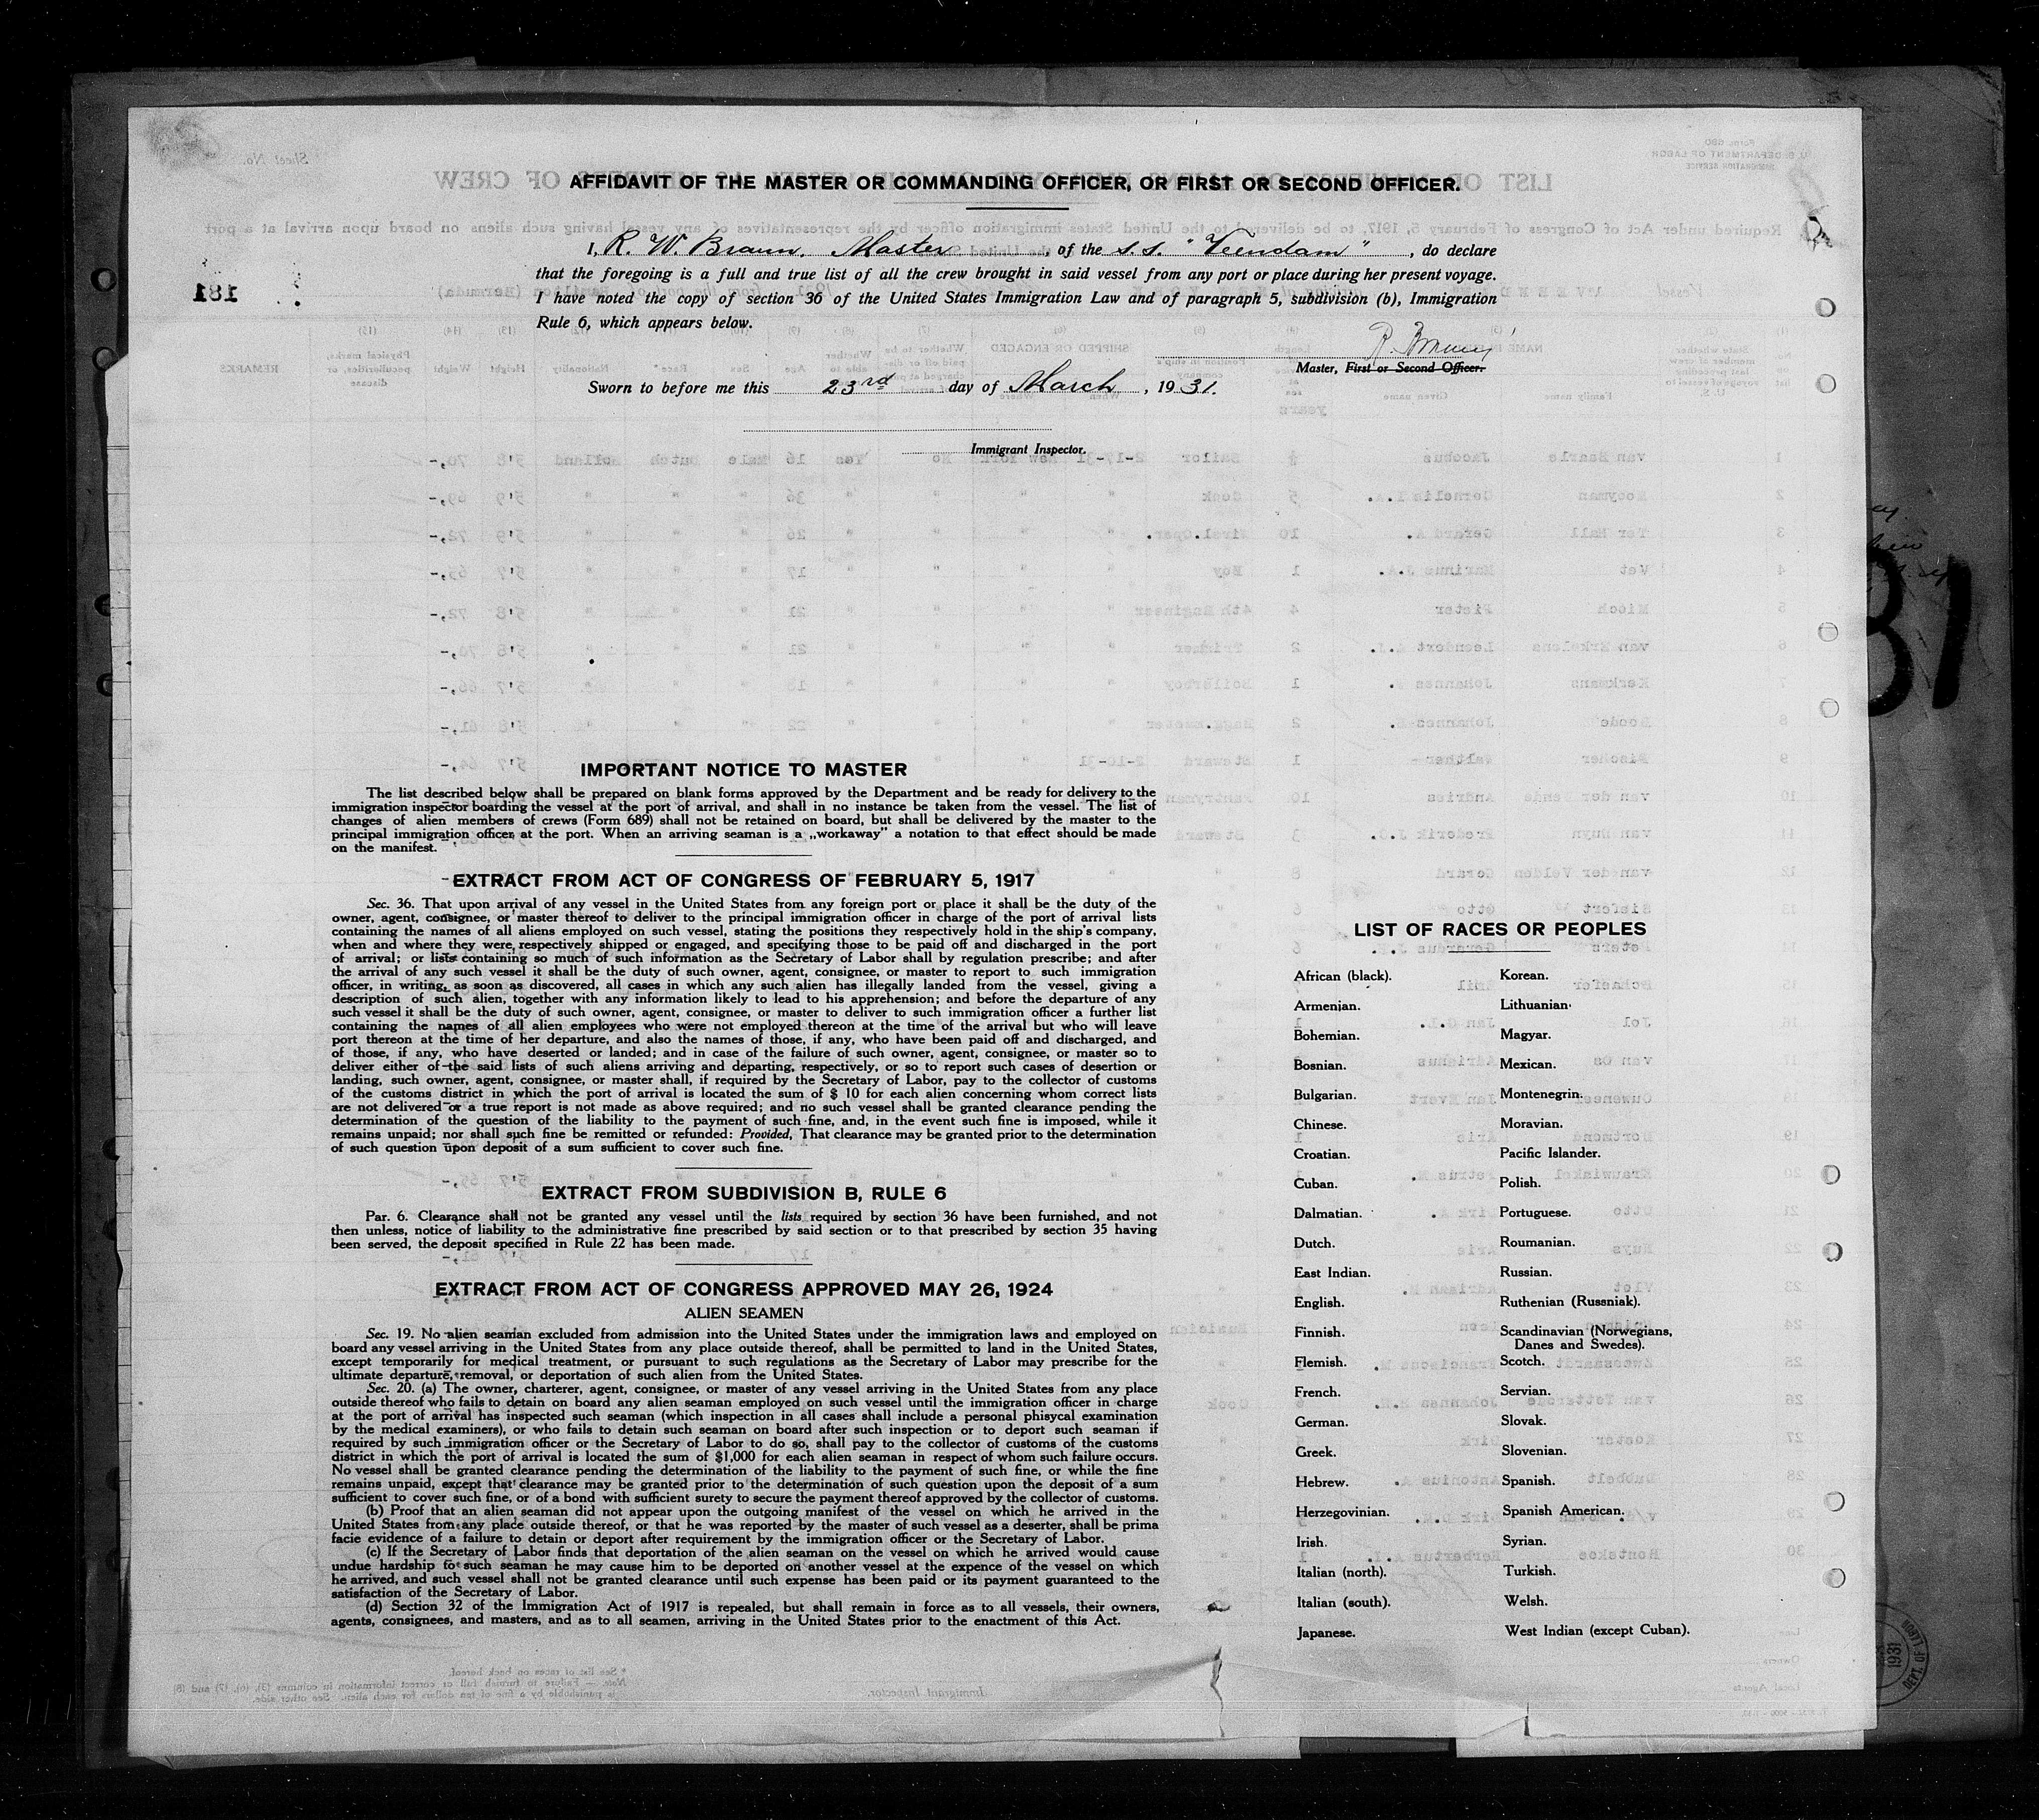 AFFIDAVIT OF THE MASTER OR COMMANDING OFFICER, OR FIRST OR SECOND OFFICER.
I, R. W. Braun. Master, of the s.s. "Veendam", do declare
that the foregoing is a full and true list of all the crew brought in said vessel from any port or place during her present voyage.
I have noted the copy of section 36 of the United States Immigration Law and of paragraph 5, subdivision (b), Immigration
Rule 6, which appears below.
Master, First or Second Officer.
Sworn to before me this 23rd day of March, 1931.
Immigrant Inspector.
181
IMPORTANT NOTICE TO MASTER
The list described below shall be prepared on blank forms approved by the Department and be ready for delivery to the
immigration inspector boarding the vessel at the port of arrival, and shall in no instance be taken from the vessel. The list of
changes of alien members of crews (Form 689) shall not be retained on board, but shall be delivered by the master to the
principal immigration officer at the port. When an arriving seaman is a „workaway” a notation to that effect should be made
on the manifest.
EXTRACT FROM ACT OF CONGRESS OF FEBRUARY 5, 1917
Sec. 36. That upon arrival of any vessel in the United States from any foreign port or place it shall be the duty of the
owner, agent, consignee, or master thereof to deliver to the principal immigration officer in charge of the port of arrival lists
containing the names of all aliens employed on such vessel, stating the positions they respectively hold in the ship's company,
when and where they were respectively shipped or engaged, and specifying those to be paid off and discharged in the port
of arrival; or lists containing so much of such information as the Secretary of Labor shall by regulation prescribe; and after
the arrival of any such vessel it shall be the duty of such owner, agent, consignee, or master to report to such immigration
officer, in writing, as soon as discovered, all cases in which any such alien has illegally landed from the vessel, giving a
description of such alien, together with any information likely to lead to his apprehension; and before the departure of any
such vessel it shall be the duty of such owner, agent, consignee, or master to deliver to such immigration officer a further list
containing the names of all alien employees who were not employed thereon at the time of the arrival but who will leave
port thereon at the time of her departure, and also the names of those, if any, who have been paid off and discharged, and
of those, if any, who have deserted or landed; and in case of the failure of such owner, agent, consignee, or master so to
deliver either of the said lists of such aliens arriving and departing, respectively, or so to report such cases of desertion or
landing, such owner, agent, consignee, or master shall, if required by the Secretary of Labor, pay to the collector of customs
of the customs district in which the port of arrival is located the sum of $ 10 for each alien concerning whom correct lists
are not delivered or a true report is not made as above required; and no such vessel shall be granted clearance pending the
determination of the question of the liability to the payment of such fine, and, in the event such fine is imposed, while it
remains unpaid; nor shall such fine be remitted or refunded: Provided, That clearance may be granted prior to the determination
of such question upon deposit of a sum sufficient to cover such fine.
EXTRACT FROM SUBDIVISION B, RULE 6
Par. 6. Clearance shall not be granted any vessel until the lists required by section 36 have been furnished, and not
then unless, notice of liability to the administrative fine prescribed by said section or to that prescribed by section 35 having
been served, the deposit specified in Rule 22 has been made.
EXTRACT FROM ACT OF CONGRESS APPROVED MAY 26, 1924
ALIEN SEAMEN
Sec. 19. No alien seaman excluded from admission into the United States under the immigration laws and employed on
board any vessel arriving in the United States from any place outside thereof, shall be permitted to land in the United States,
except temporarily for medical treatment, or pursuant to such regulations as the Secretary of Labor may prescribe for the
ultimate departure, removal, or deportation of such alien from the United States.
Sec. 20. (a) The owner, charterer, agent, consignee, or master of any vessel arriving in the United States from any place
outside thereof who fails to detain on board any alien seaman employed on such vessel until the immigration officer in charge
at the port of arrival has inspected such seaman (which inspection in all cases shall include a personal phisycal examination
by the medical examiners), or who fails to detain such seaman on board after such inspection or to deport such seaman if
required by such immigration officer or the Secretary of Labor to do so, shall pay to the collector of customs of the customs
district in which the port of arrival is located the sum of $1,000 for each alien seaman in respect of whom such failure occurs.
No vessel shall be granted clearance pending the determination of the liability to the payment of such fine, or while the fine
remains unpaid, except that clearance may be granted prior to the determination of such question upon the deposit of a sum
sufficient to cover such fine, or of a bond with sufficient surety to secure the payment thereof approved by the collector of customs.
(b) Proof that an alien seaman did not appear upon the outgoing manifest of the vessel on which he arrived in the
United States from any place outside thereof, or that he was reported by the master of such vessel as a deserter, shall be prima
facie evidence of a failure to detain or deport after requirement by the immigration officer or the Secretary of Labor.
(c) If the Secretary of Labor finds that deportation of the alien seaman on the vessel on which he arrived would cause
undue hardship to such seaman he may cause him to be deported on another vessel at the expence of the vessel on which
he arrived, and such vessel shall not be granted clearance until such expense has been paid or its payment guaranteed to the
satisfaction of the Secretary of Labor.
(d) Section 32 of the Immigration Act of 1917 is repealed, but shall remain in force as to all vessels, their owners,
agents, consignees, and masters, and as to all seamen, arriving in the United States prior to the enactment of this Act.
LIST OF RACES OR PEOPLES
African (black).
Armenian.
Bohemian.
Bosnian.
Bulgarian.
Chinese.
Croatian.
Cuban.
Dalmatian.
Dutch.
East Indian.
English.
Finnish.
Flemish.
French.
German.
Greek.
Hebrew.
Herzegovinian.
Irish.
Italian (north).
Italian (south).
Japanese.
Korean.
Lithuanian.
Magyar.
Mexican.
Montenegrin.
Moravian.
Pacific Islander.
Polish.
Portuguese.
Roumanian.
Russian.
Ruthenian (Russniak).
Scandinavian (Norwegians,
Danes and Swedes).
Scotch.
Servian.
Slovak.
Slovenian.
Spanish.
Spanish American.
Syrian.
Turkish.
Welsh.
West Indian (except Cuban).